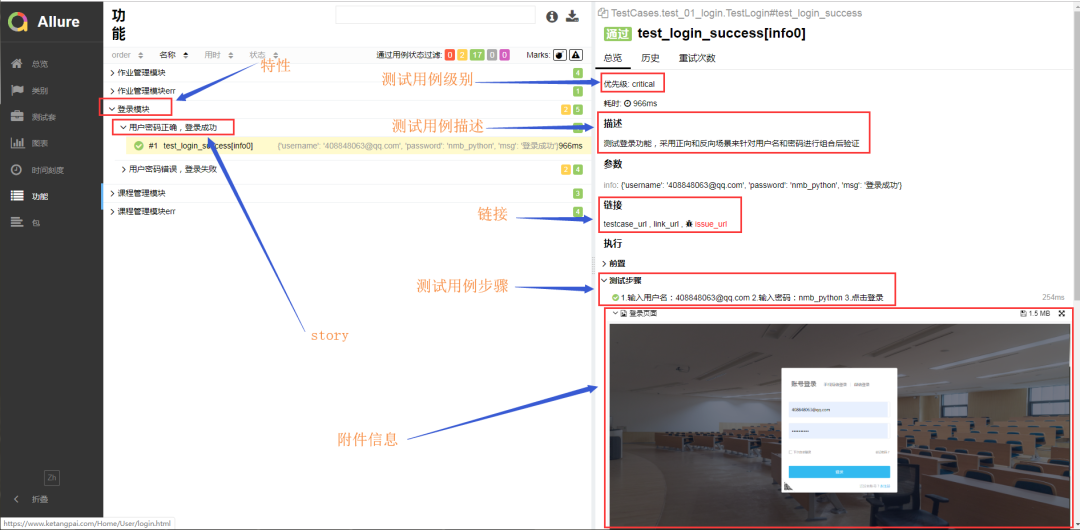 Allure
总览
类别
测试套
图表
时间刻度
功能
包
Zh
折叠
https://www.ketangpai.com/Home/User/login.html
功能
order 名称 用时 状态
通过用例状态过滤: 0 2 17 0 0 Marks:
特性
作业管理模块 4
作业管理模块err 1
登录模块 2 5
用户密码正确，登录成功
#1 test_login_success[info0] {'username': '408848063@qq.com', 'password': 'nmb_python', 'msg': '登录成功'} 966ms
用户密码错误，登录失败 2 4
课程管理模块 3
课程管理模块err 4
测试用例级别
测试用例描述
链接
测试用例步骤
story
附件信息
TestCases.test_01_login.TestLogin#test_login_success
通过 test_login_success[info0]
总览 历史 重试次数
优先级: critical
耗时: 966ms
描述
测试登录功能，采用正向和反向场景来针对用户名和密码进行组合后验证
参数
info: {'username': '408848063@qq.com', 'password': 'nmb_python', 'msg': '登录成功'}
链接
testcase_url , link_url , issue_url
执行
前置
测试步骤
1.输入用户名：408848063@qq.com 2.输入密码：nmb_python 3.点击登录 254ms
登录页面 1.5 MB
账号登录
408848063@qq.com
登录